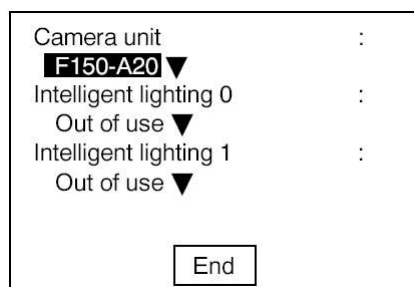 Camera unit :
F150-A20 ▼
Intelligent lighting 0 :
Out of use ▼
Intelligent lighting 1 :
Out of use ▼
End